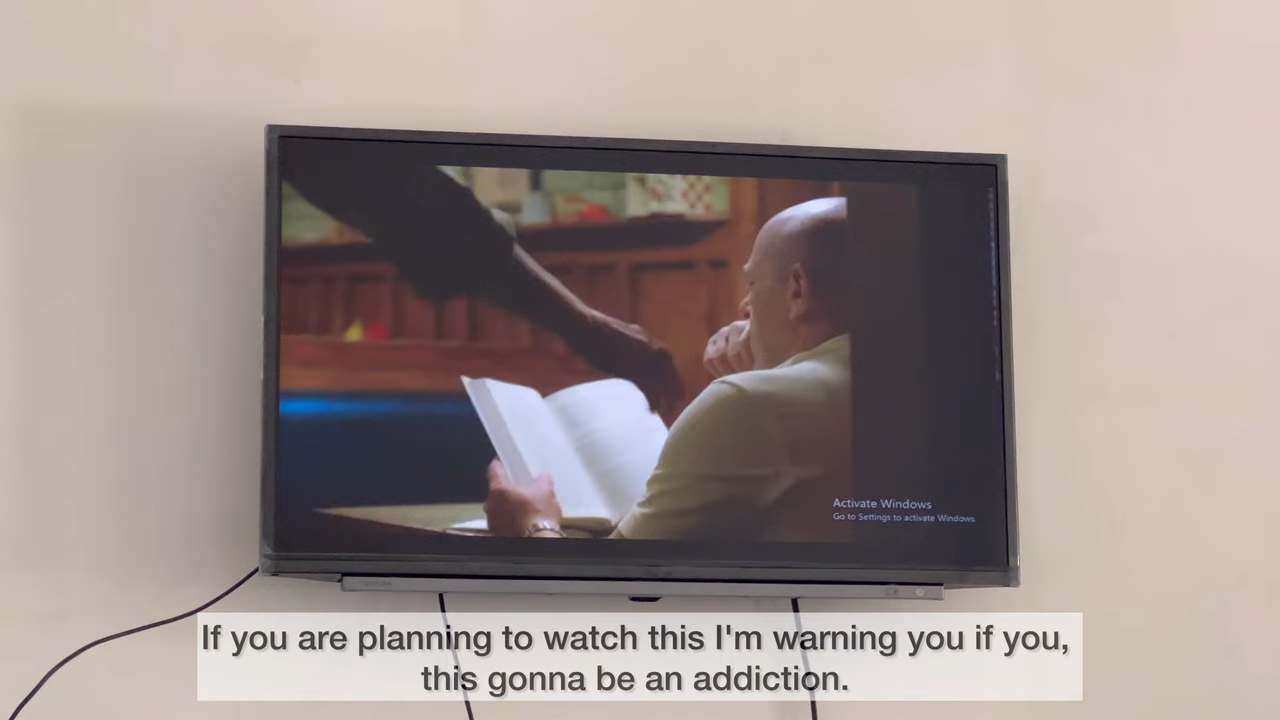 Activate Windows
Go to Settings to activate Windows.
If you are planning to watch this I'm warning you if you,
this gonna be an addiction.